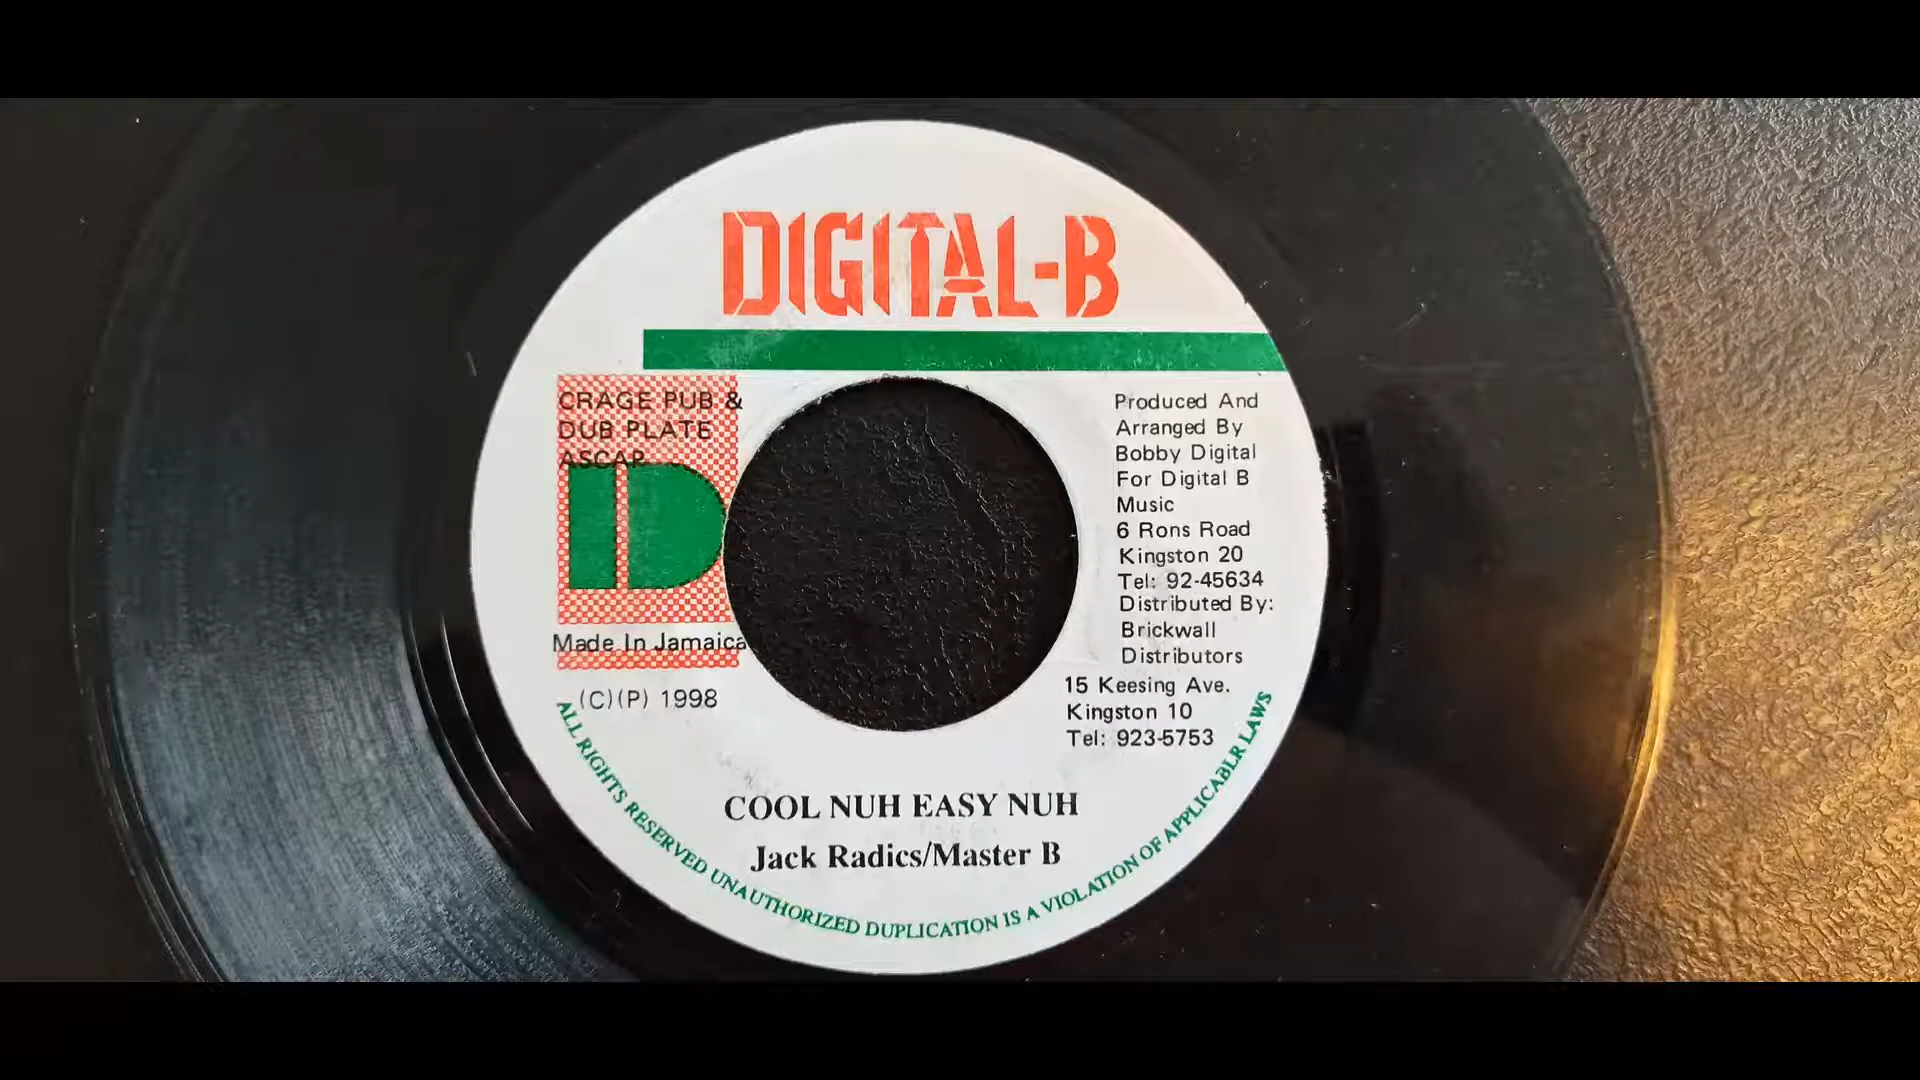 DIGITAL-B
CRAGE PUB &
DUB PLATE
ASCAP
D
Made In Jamaica
(C)(P) 1998
Produced And
Arranged By
Bobby Digital
For Digital B
Music
6 Rons Road
Kingston 20
Tel: 92-45634
Distributed By:
Brickwall
Distributors
15 Keesing Ave.
Kingston 10
Tel: 923-5753
COOL NUH EASY NUH
Jack Radics/Master B
ALL RIGHTS RESERVED UNAUTHORIZED DUPLICATION IS A VIOLATION OF APPLICABLR LAWS